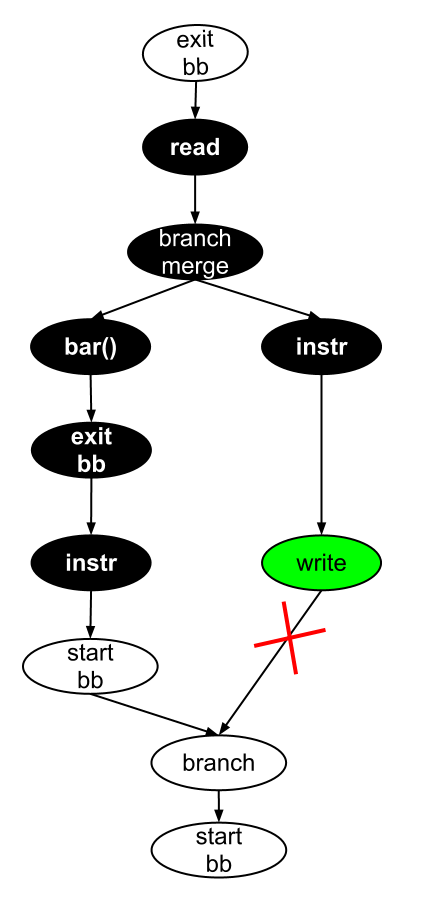 exit
bb
read
branch
merge
bar()
instr
exit
bb
instr
write
start
bb
branch
start
bb